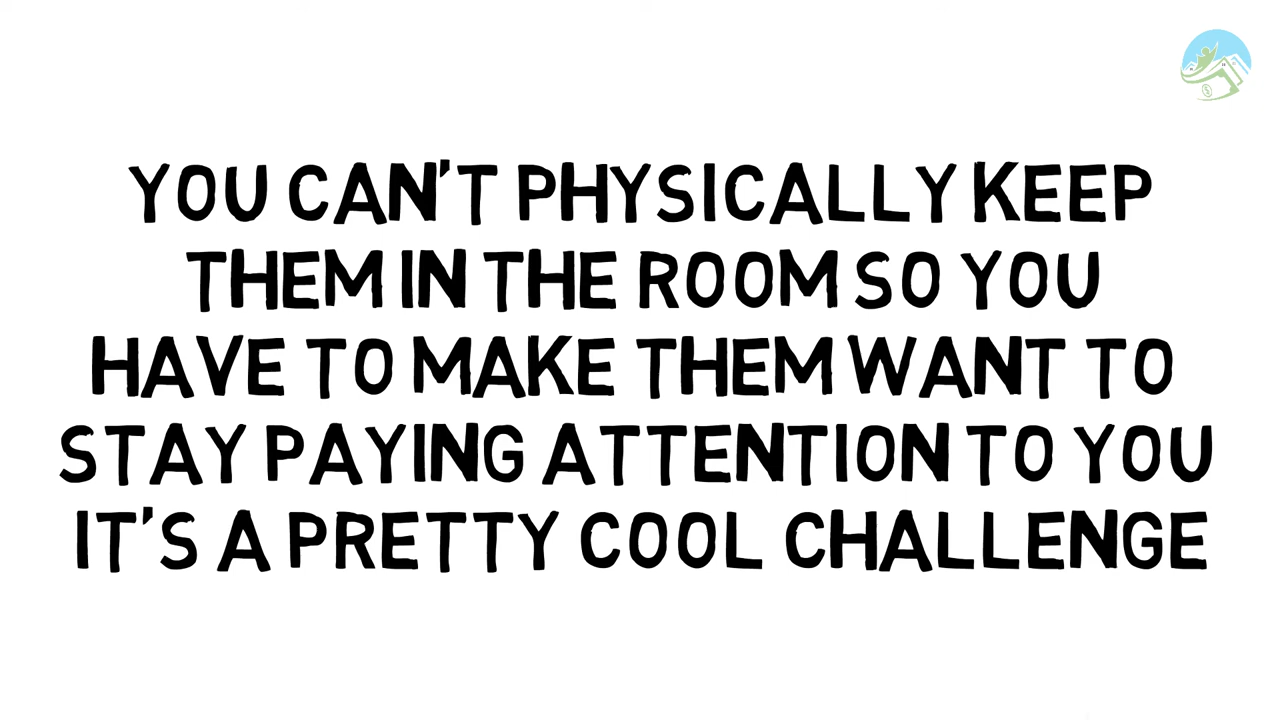 YOU CAN'T PHYSICALLY KEEP
THEM IN THE ROOM SO YOU
HAVE TO MAKE THEM WANT TO
STAY PAYING ATTENTION TO YOU
IT'S A PRETTY COOL CHALLENGE